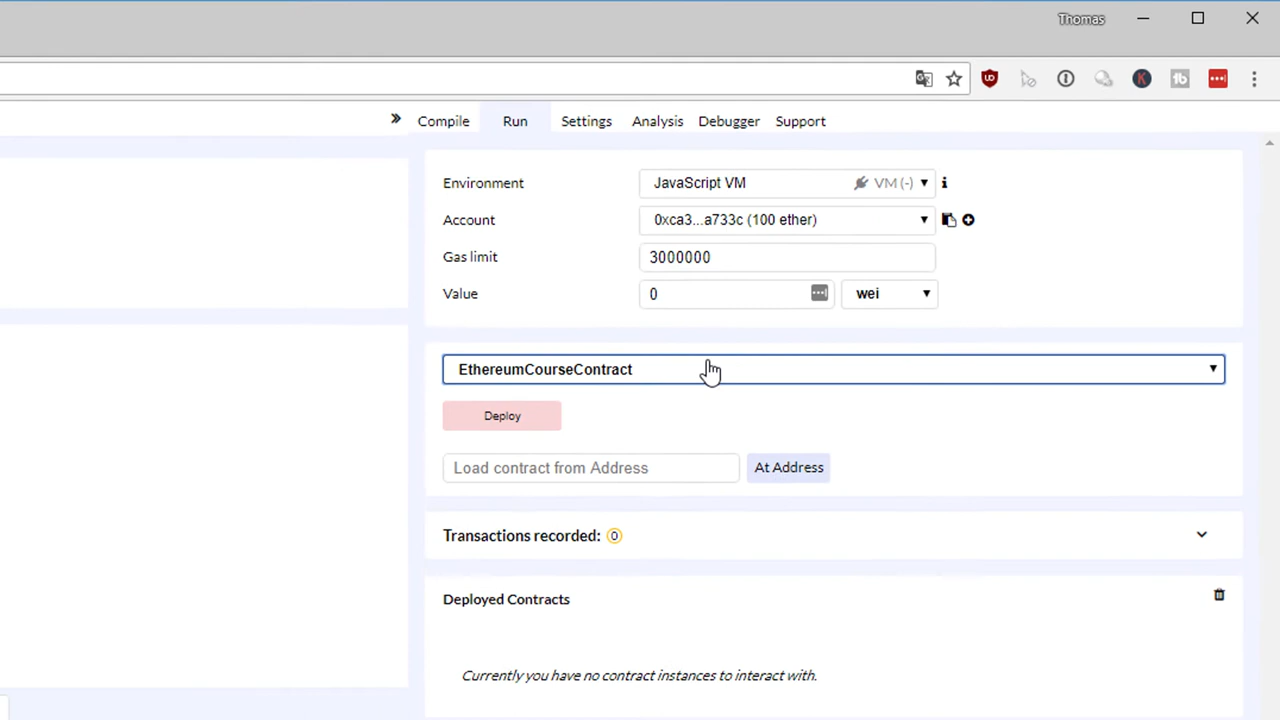 Thomas
» Compile Run Settings Analysis Debugger Support
Environment JavaScript VM VM (-)
Account 0xca3...a733c (100 ether)
Gas limit 3000000
Value 0 wei
EthereumCourseContract
Deploy
Load contract from Address At Address
Transactions recorded: 0
Deployed Contracts
Currently you have no contract instances to interact with.